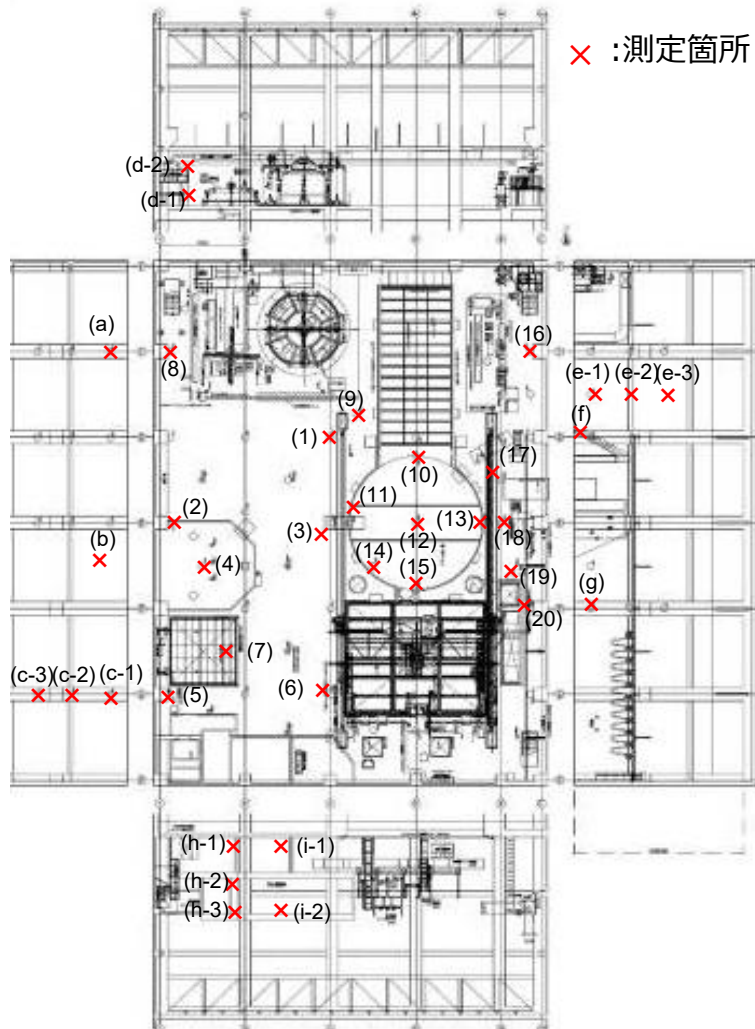 × :測定箇所
(d-2)
(d-1)
(a)
(8)
(16)
(e-1)
(e-2)
(e-3)
(9)
(f)
(1)
(10)
(17)
(11)
(2)
(3)
(12)
(13)
(18)
(b)
(4)
(14)
(15)
(19)
(g)
(20)
(7)
(c-3)
(c-2)
(c-1)
(5)
(6)
(h-1)
(i-1)
(h-2)
(h-3)
(i-2)